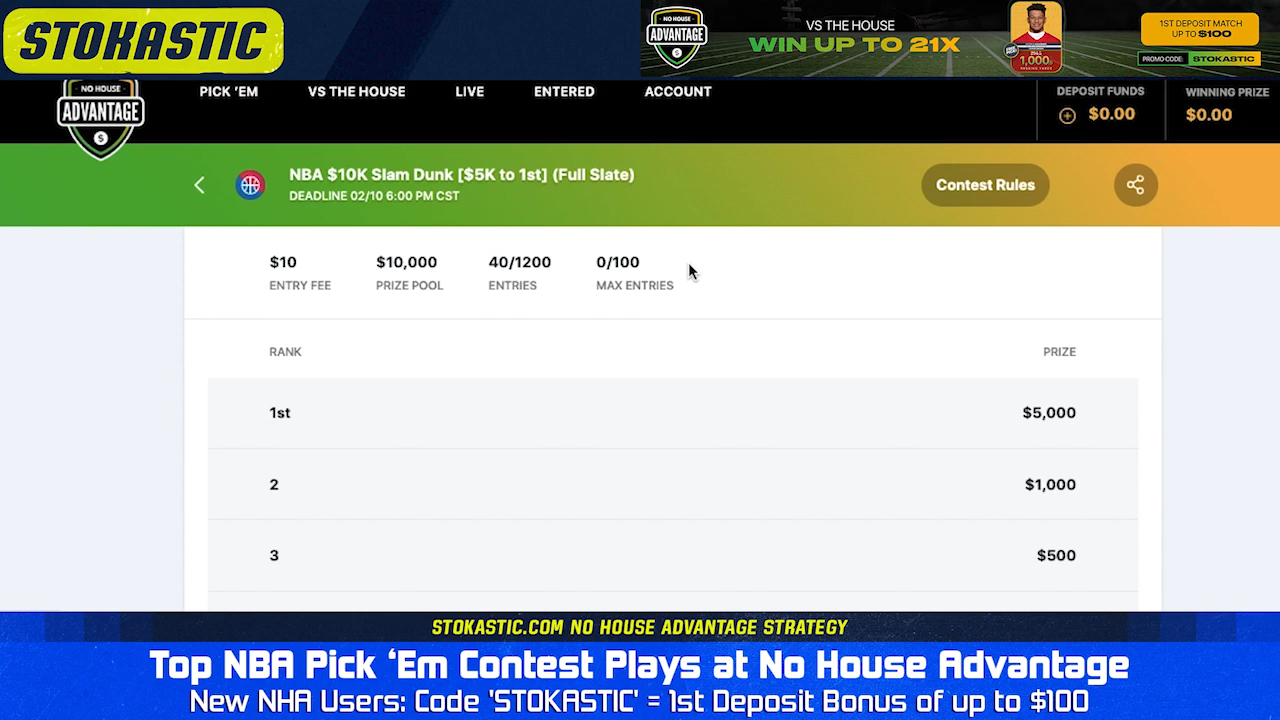 STOKASTIC
NO HOUSE
ADVANTAGE
$
VS THE HOUSE
WIN UP TO 21X
1ST DEPOSIT MATCH
UP TO $100
PROMO CODE: STOKASTIC
1,000
NO HOUSE
ADVANTAGE
$
PICK 'EM
VS THE HOUSE
LIVE
ENTERED
ACCOUNT
DEPOSIT FUNDS
$0.00
WINNING PRIZE
$0.00
NBA $10K Slam Dunk [$5K to 1st] (Full Slate)
DEADLINE 02/10 6:00 PM CST
Contest Rules
$10
ENTRY FEE
$10,000
PRIZE POOL
40/1200
ENTRIES
0/100
MAX ENTRIES
RANK
PRIZE
1st
$5,000
2
$1,000
3
$500
STOKASTIC.COM NO HOUSE ADVANTAGE STRATEGY
Top NBA Pick ‘Em Contest Plays at No House Advantage
New NHA Users: Code 'STOKASTIC' = 1st Deposit Bonus of up to $100